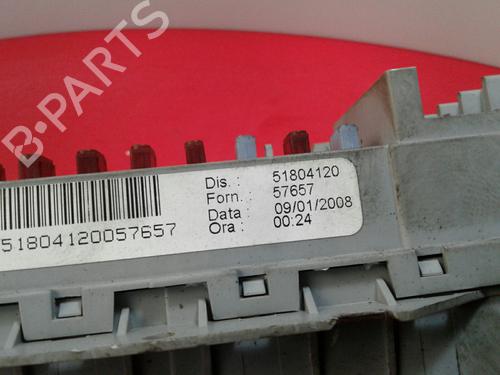 B-PARTS
Dis. : 51804120
Forn. : 57657
Data : 09/01/2008
Ora : 00:24
51804120057657